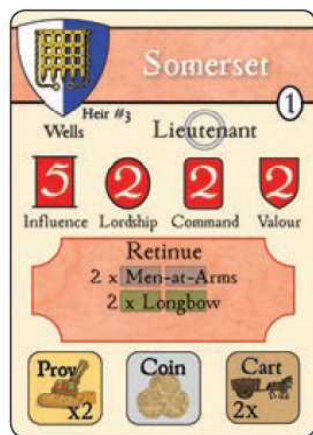 Somerset
1
Heir #3
Wells
Lieutenant
5 2 2 2
Influence Lordship Command Valour
Retinue
2 x Men-at-Arms
2 x Longbow
Prov Coin Cart
x2 2x